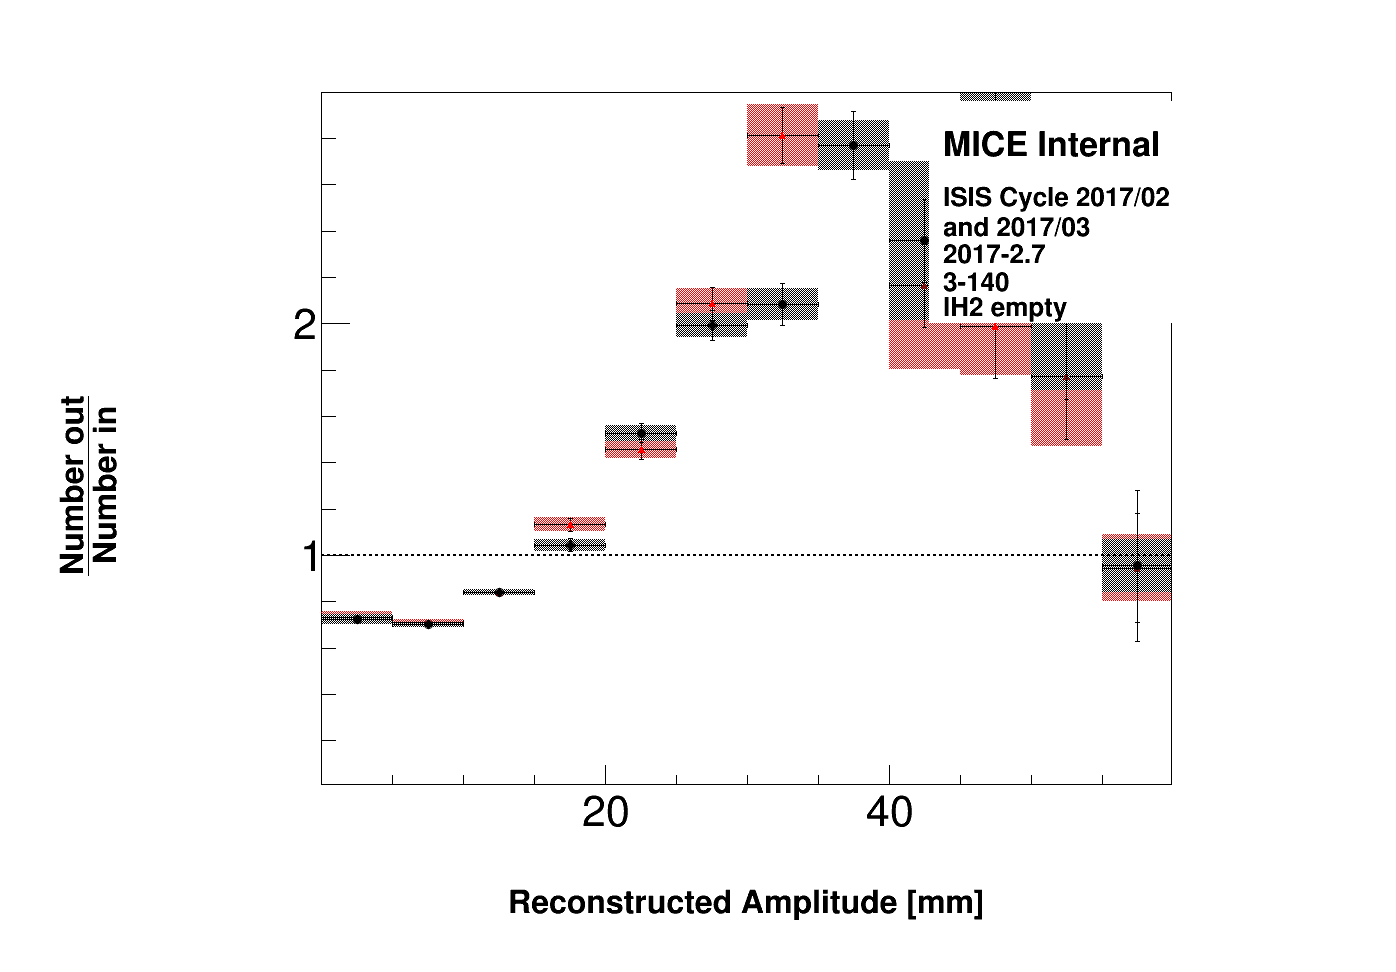 MICE Internal
ISIS Cycle 2017/02
and 2017/03
2017-2.7
3-140
IH2 empty
2
1
Number out
Number in
20 40
Reconstructed Amplitude [mm]